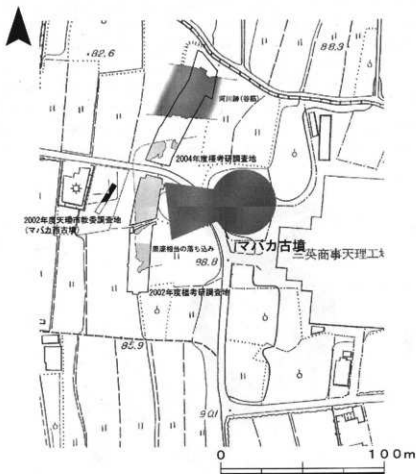 82.6
88.3
河川跡(谷筋)
2004年度橿考研調査地
2002年度天理市教委調査地
(マバカ西古墳)
マバカ古墳
周濠相当の落ち込み
三英商事天理工場
98.8
2002年度橿考研調査地
85.9
90.1
0 100m